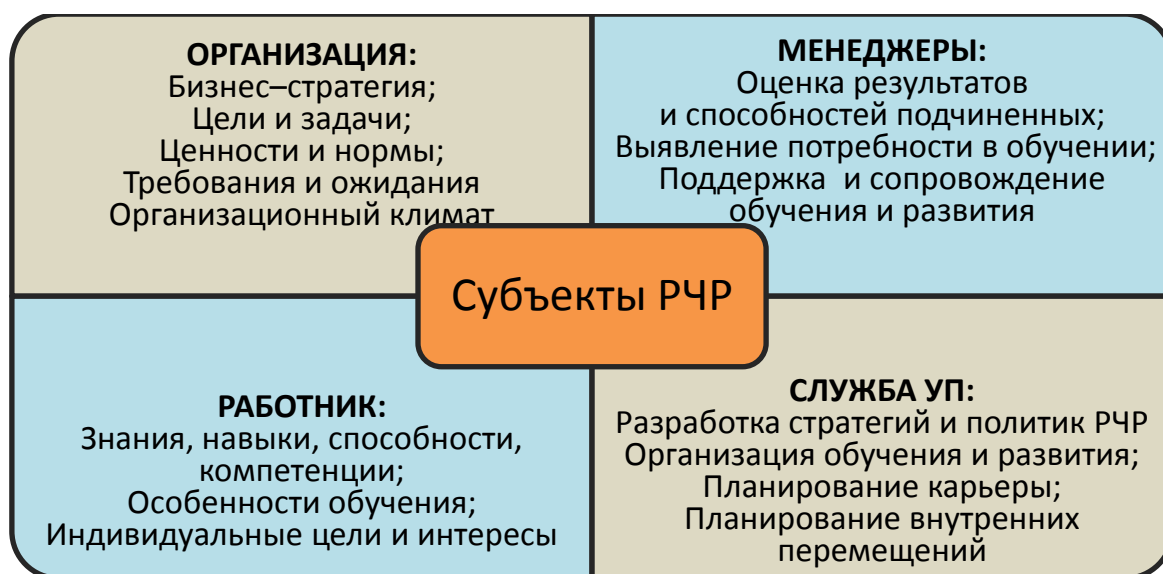 ОРГАНИЗАЦИЯ:
Бизнес–стратегия;
Цели и задачи;
Ценности и нормы;
Требования и ожидания
Организационный климат
МЕНЕДЖЕРЫ:
Оценка результатов
и способностей подчиненных;
Выявление потребности в обучении;
Поддержка и сопровождение
обучения и развития
Субъекты РЧР
РАБОТНИК:
Знания, навыки, способности,
компетенции;
Особенности обучения;
Индивидуальные цели и интересы
СЛУЖБА УП:
Разработка стратегий и политик РЧР
Организация обучения и развития;
Планирование карьеры;
Планирование внутренних
перемещений